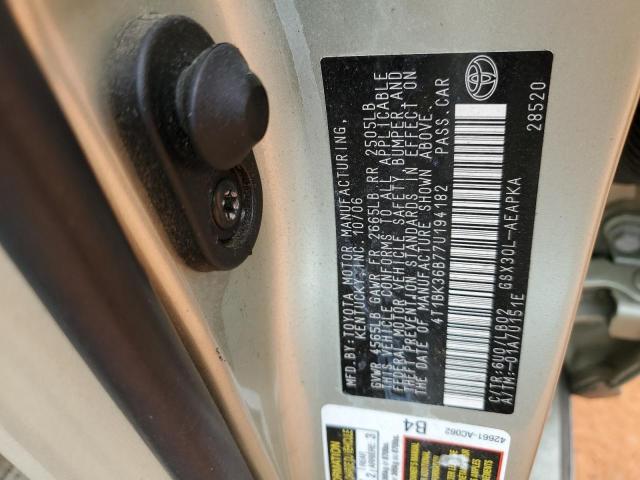 MFD.BY: TOYOTA MOTOR MANUFACTURING,
KENTUCKY, INC. 10/06
GVWR 4565LB GAWR FR 2665LB RR 2505LB
THIS VEHICLE CONFORMS TO ALL APPLICABLE
FEDERAL MOTOR VEHICLE SAFETY, BUMPER, AND
THEFT PREVENTION STANDARDS IN EFFECT ON
THE DATE OF MANUFACTURE SHOWN ABOVE.
4T1BK36B77U194182 PASS.CAR
C/TR:6U0/LB02 GSX30L-AEAPKA
A/TM:-01A/U151E 28520
42661-AC062
B4